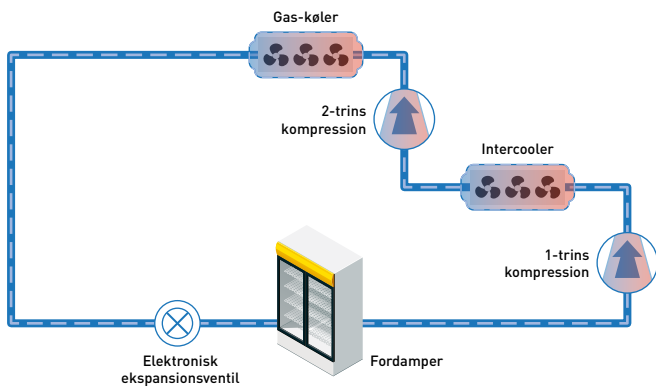 Gas-køler
2-trins
kompression
Intercooler
1-trins
kompression
Elektronisk
ekspansionsventil
Fordamper